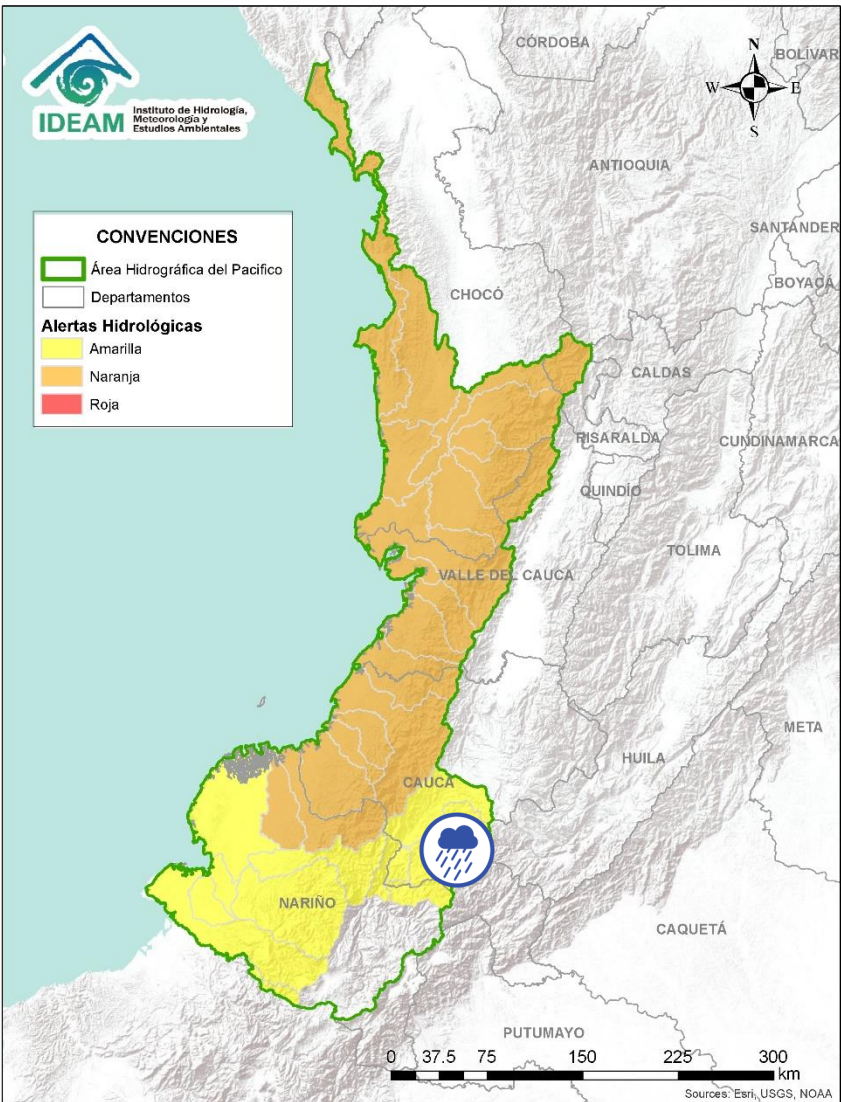 IDEAM
Instituto de Hidrología,
Meteorología y
Estudios Ambientales
CÓRDOBA
BOLIVAR
N
W
E
S
ANTIOQUIA
SANTANDER
BOYACÁ
CONVENCIONES
Área Hidrográfica del Pacifico
Departamentos
Alertas Hidrológicas
Amarilla
Naranja
Roja
CHOCÓ
CALDAS
RISARALDA
CUNDINAMARCA
QUINDÍO
TOLIMA
VALLE DEL CAUCA
META
HUILA
CAUCA
NARIÑO
CAQUETÁ
PUTUMAYO
0 37.5 75 150 225 300
km
Sources: Esri, USGS, NOAA